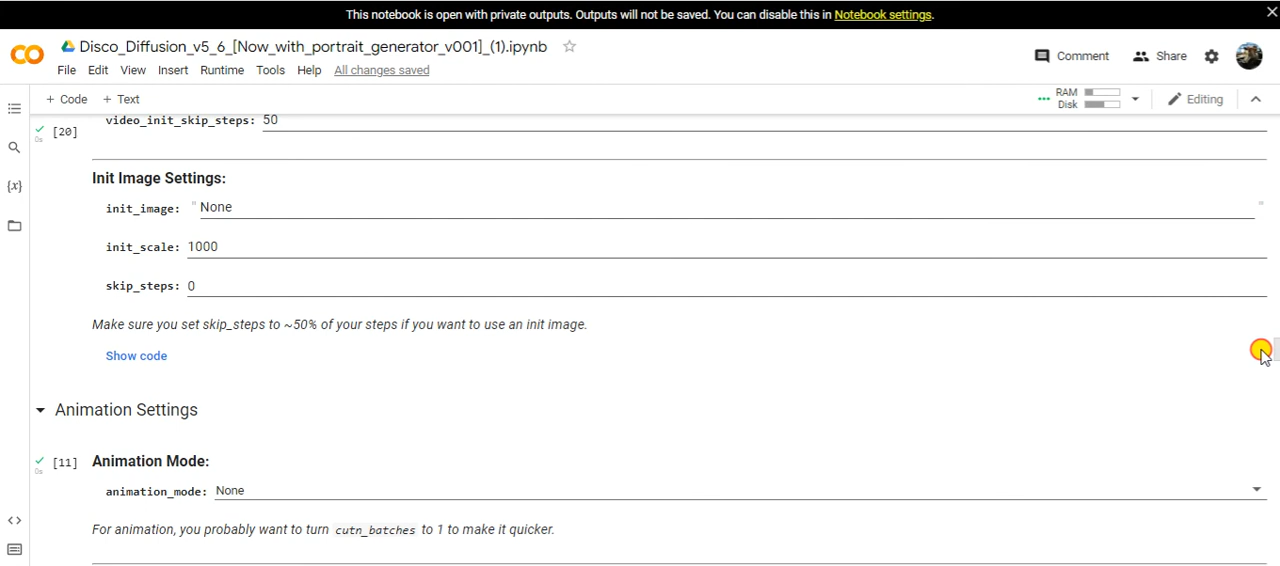 This notebook is open with private outputs. Outputs will not be saved. You can disable this in Notebook settings.
Disco_Diffusion_v5_6_[Now_with_portrait_generator_v001]_(1).ipynb
File Edit View Insert Runtime Tools Help All changes saved
Comment Share
+ Code + Text
RAM
Disk
Editing
[20] video_init_skip_steps: 50
0s
Init Image Settings:
init_image: " None "
init_scale: 1000
skip_steps: 0
Make sure you set skip_steps to ~50% of your steps if you want to use an init image.
Show code
Animation Settings
[11] Animation Mode:
0s
animation_mode: None
For animation, you probably want to turn cutn_batches to 1 to make it quicker.